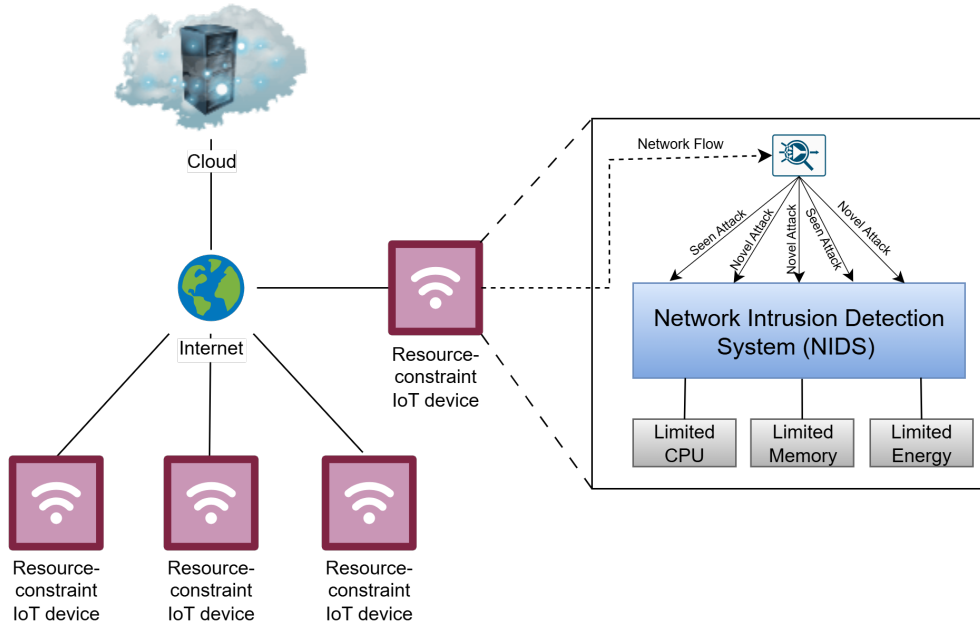 Cloud
Internet
Resource-
constraint
IoT device
Resource-
constraint
IoT device
Resource-
constraint
IoT device
Resource-
constraint
IoT device
Network Flow
Seen Attack
Novel Attack
Novel Attack
Seen Attack
Novel Attack
Network Intrusion Detection
System (NIDS)
Limited
CPU
Limited
Memory
Limited
Energy